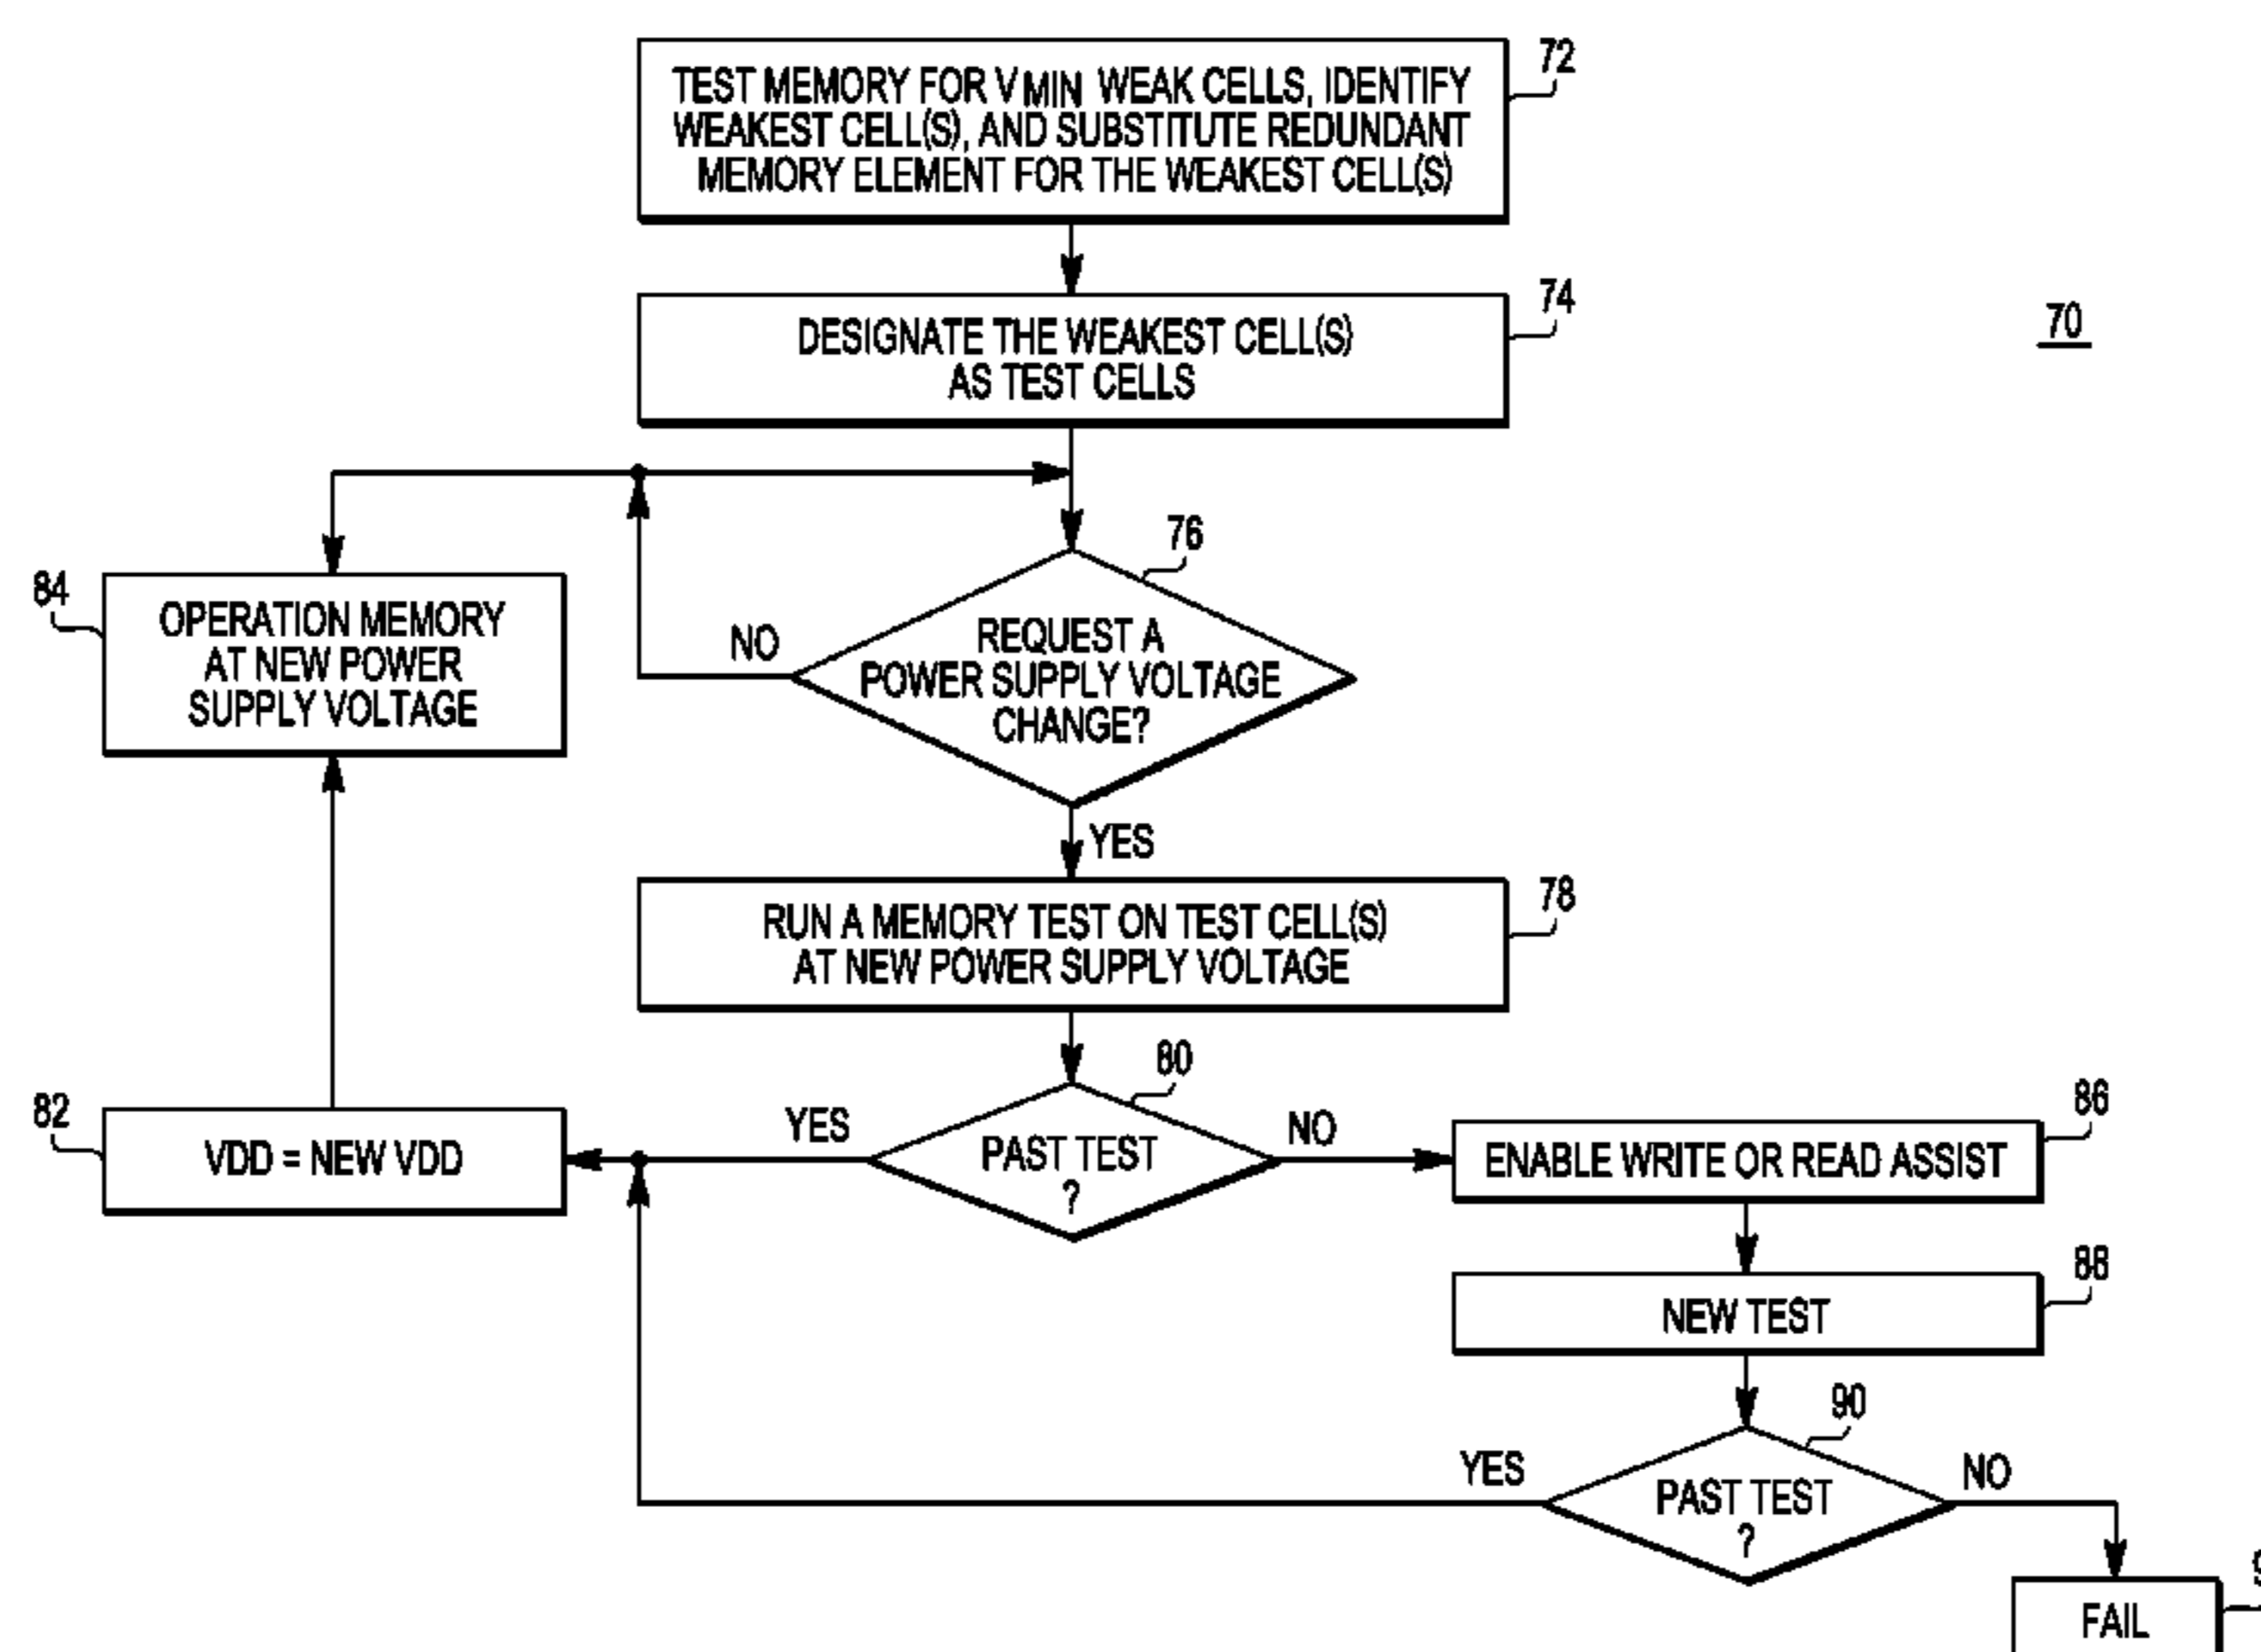 72
TEST MEMORY FOR VMIN WEAK CELLS, IDENTIFY
WEAKEST CELL(S), AND SUBSTITUTE REDUNDANT
MEMORY ELEMENT FOR THE WEAKEST CELL(S)
74
DESIGNATE THE WEAKEST CELL(S)
AS TEST CELLS
70
76
REQUEST A
POWER SUPPLY VOLTAGE
CHANGE?
NO
YES
84
OPERATION MEMORY
AT NEW POWER
SUPPLY VOLTAGE
78
RUN A MEMORY TEST ON TEST CELL(S)
AT NEW POWER SUPPLY VOLTAGE
80
PAST TEST
?
YES
NO
82
VDD = NEW VDD
86
ENABLE WRITE OR READ ASSIST
88
NEW TEST
90
PAST TEST
?
YES
NO
FAIL